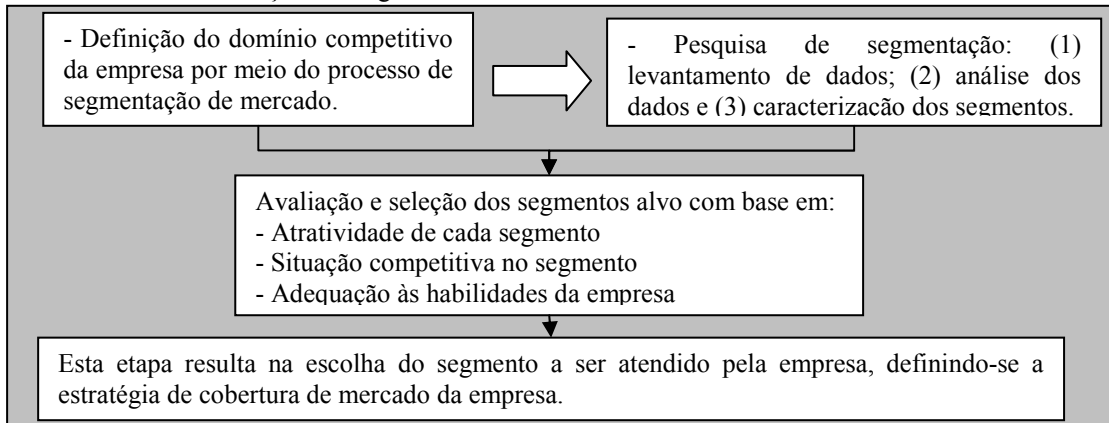 - Definição do domínio competitivo
da empresa por meio do processo de
segmentação de mercado.
- Pesquisa de segmentação: (1)
levantamento de dados; (2) análise dos
dados e (3) caracterização dos segmentos.
Avaliação e seleção dos segmentos alvo com base em:
- Atratividade de cada segmento
- Situação competitiva no segmento
- Adequação às habilidades da empresa
Esta etapa resulta na escolha do segmento a ser atendido pela empresa, definindo-se a
estratégia de cobertura de mercado da empresa.